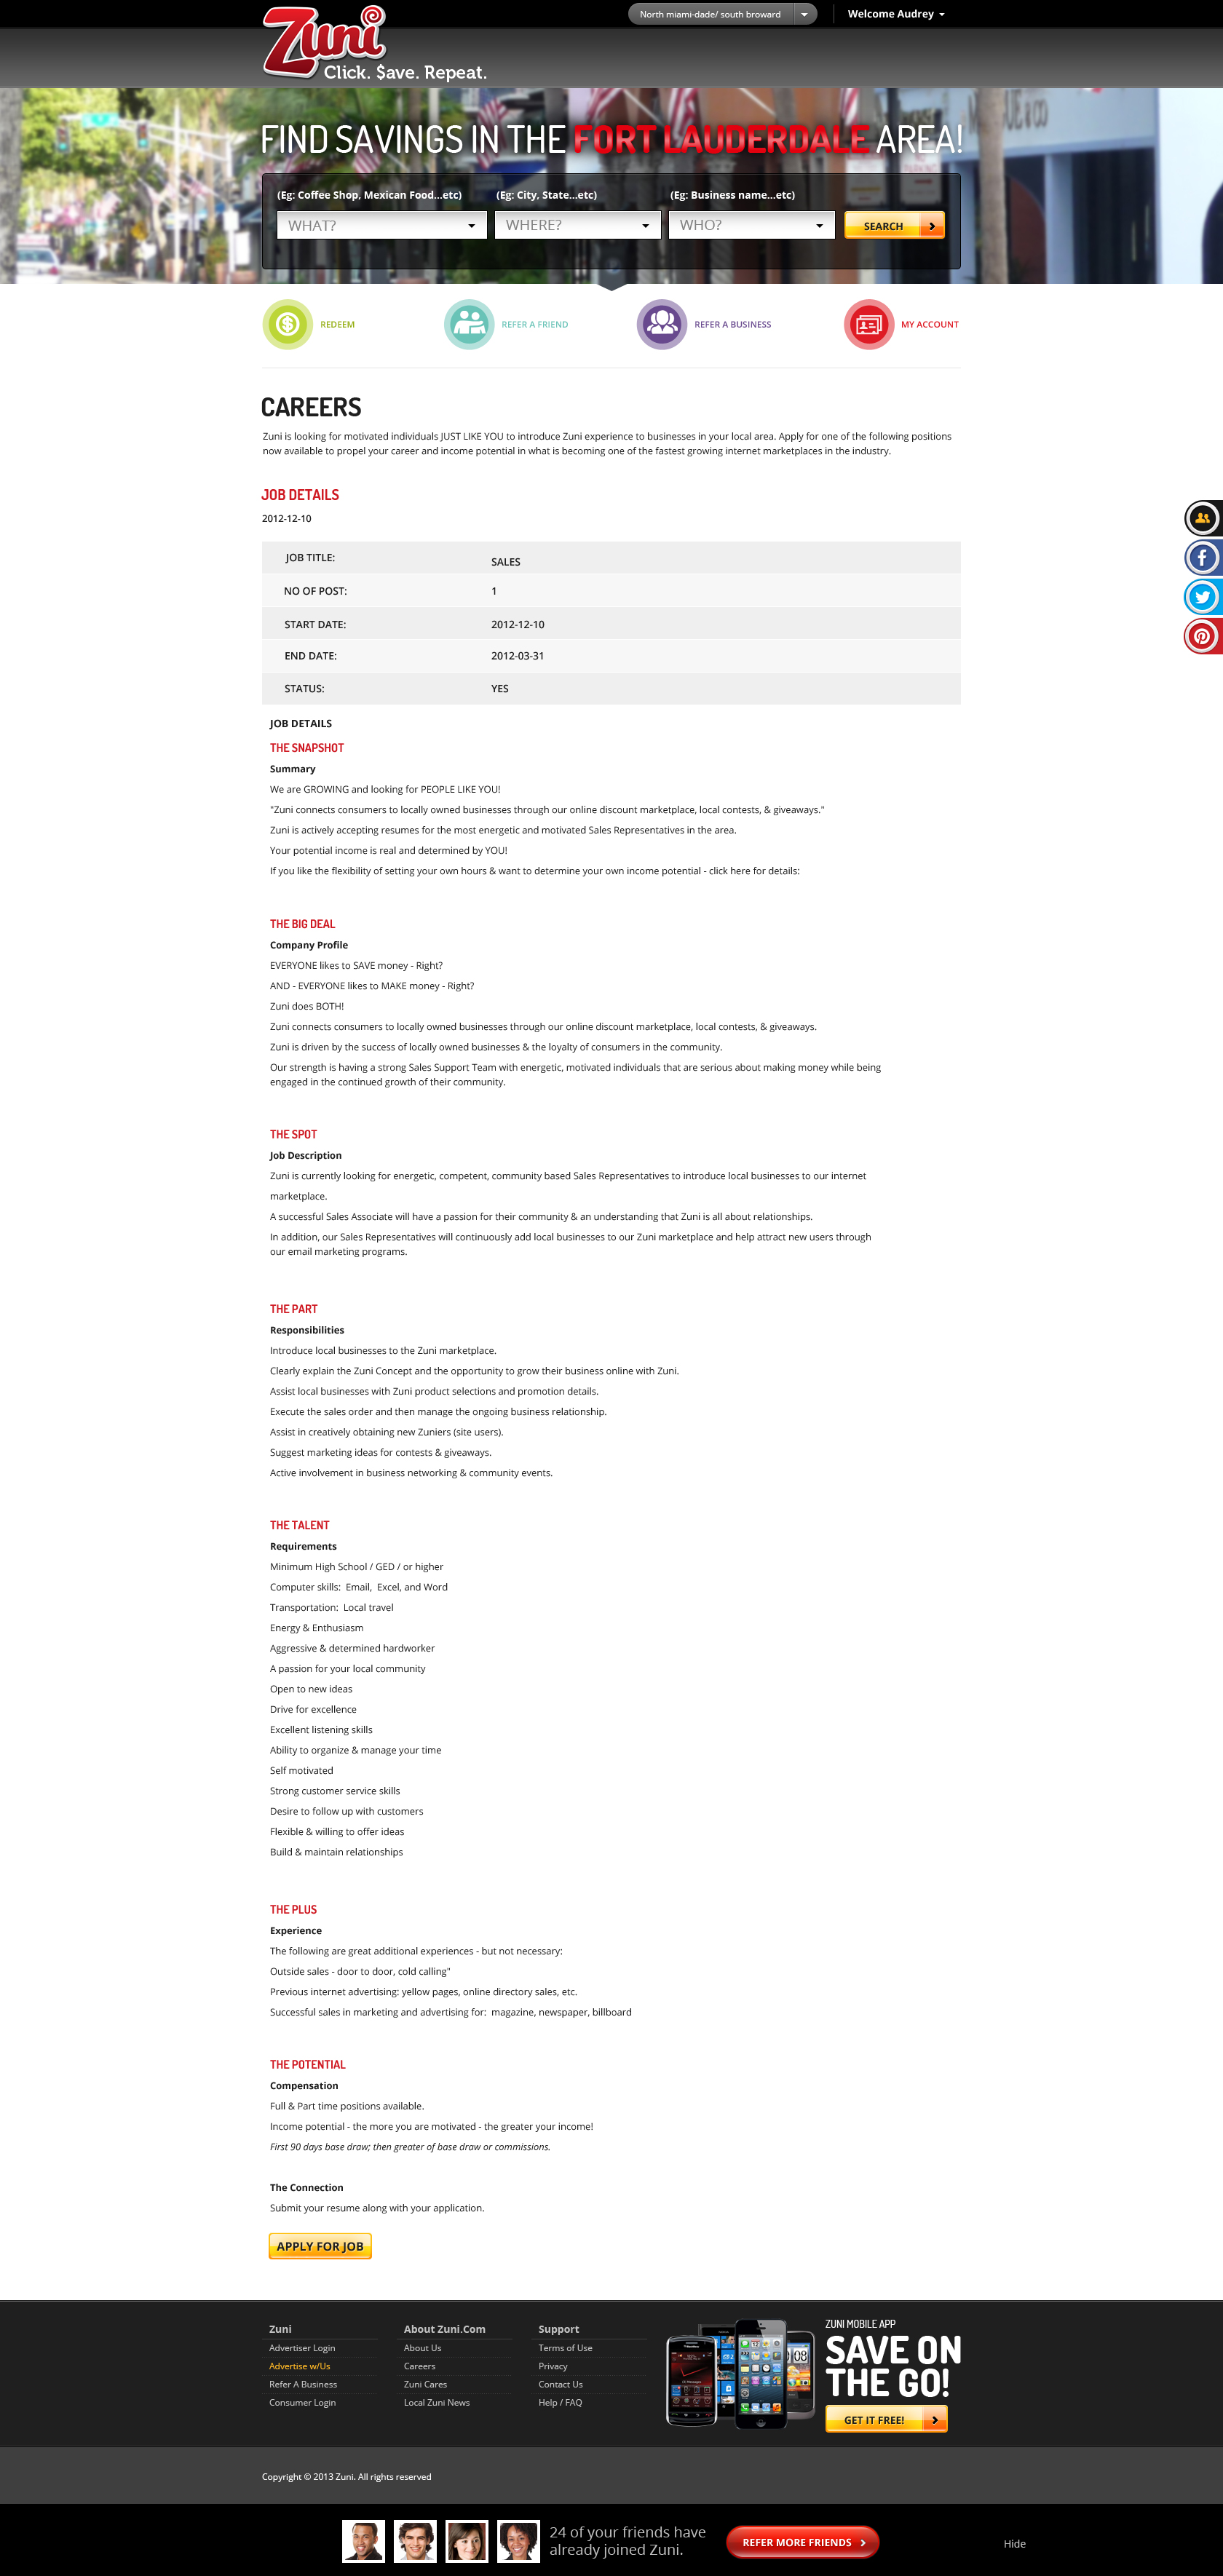 North miami-dade/ south broward
Welcome Audrey
Zuni
Click. $ave. Repeat.
FIND SAVINGS IN THE FORT LAUDERDALE AREA!
(Eg: Coffee Shop, Mexican Food...etc)
(Eg: City, State...etc)
(Eg: Business name...etc)
WHAT?
WHERE?
WHO?
SEARCH
REDEEM
REFER A FRIEND
REFER A BUSINESS
MY ACCOUNT
CAREERS
Zuni is looking for motivated individuals JUST LIKE YOU to introduce Zuni experience to businesses in your local area. Apply for one of the following positions
now available to propel your career and income potential in what is becoming one of the fastest growing internet marketplaces in the industry.
JOB DETAILS
2012-12-10
JOB TITLE: SALES
NO OF POST: 1
START DATE: 2012-12-10
END DATE: 2012-03-31
STATUS: YES
JOB DETAILS
THE SNAPSHOT
Summary
We are GROWING and looking for PEOPLE LIKE YOU!
"Zuni connects consumers to locally owned businesses through our online discount marketplace, local contests, & giveaways."
Zuni is actively accepting resumes for the most energetic and motivated Sales Representatives in the area.
Your potential income is real and determined by YOU!
If you like the flexibility of setting your own hours & want to determine your own income potential - click here for details:
THE BIG DEAL
Company Profile
EVERYONE likes to SAVE money - Right?
AND - EVERYONE likes to MAKE money - Right?
Zuni does BOTH!
Zuni connects consumers to locally owned businesses through our online discount marketplace, local contests, & giveaways.
Zuni is driven by the success of locally owned businesses & the loyalty of consumers in the community.
Our strength is having a strong Sales Support Team with energetic, motivated individuals that are serious about making money while being
engaged in the continued growth of their community.
THE SPOT
Job Description
Zuni is currently looking for energetic, competent, community based Sales Representatives to introduce local businesses to our internet
marketplace.
A successful Sales Associate will have a passion for their community & an understanding that Zuni is all about relationships.
In addition, our Sales Representatives will continuously add local businesses to our Zuni marketplace and help attract new users through
our email marketing programs.
THE PART
Responsibilities
Introduce local businesses to the Zuni marketplace.
Clearly explain the Zuni Concept and the opportunity to grow their business online with Zuni.
Assist local businesses with Zuni product selections and promotion details.
Execute the sales order and then manage the ongoing business relationship.
Assist in creatively obtaining new Zuniers (site users).
Suggest marketing ideas for contests & giveaways.
Active involvement in business networking & community events.
THE TALENT
Requirements
Minimum High School / GED / or higher
Computer skills: Email, Excel, and Word
Transportation: Local travel
Energy & Enthusiasm
Aggressive & determined hardworker
A passion for your local community
Open to new ideas
Drive for excellence
Excellent listening skills
Ability to organize & manage your time
Self motivated
Strong customer service skills
Desire to follow up with customers
Flexible & willing to offer ideas
Build & maintain relationships
THE PLUS
Experience
The following are great additional experiences - but not necessary:
Outside sales - door to door, cold calling"
Previous internet advertising: yellow pages, online directory sales, etc.
Successful sales in marketing and advertising for: magazine, newspaper, billboard
THE POTENTIAL
Compensation
Full & Part time positions available.
Income potential - the more you are motivated - the greater your income!
First 90 days base draw; then greater of base draw or commissions.
The Connection
Submit your resume along with your application.
APPLY FOR JOB
Zuni
Advertiser Login
Advertise w/Us
Refer A Business
Consumer Login
About Zuni.Com
About Us
Careers
Zuni Cares
Local Zuni News
Support
Terms of Use
Privacy
Contact Us
Help / FAQ
ZUNI MOBILE APP
SAVE ON
THE GO!
GET IT FREE!
Copyright © 2013 Zuni. All rights reserved
24 of your friends have
already joined Zuni.
REFER MORE FRIENDS
Hide